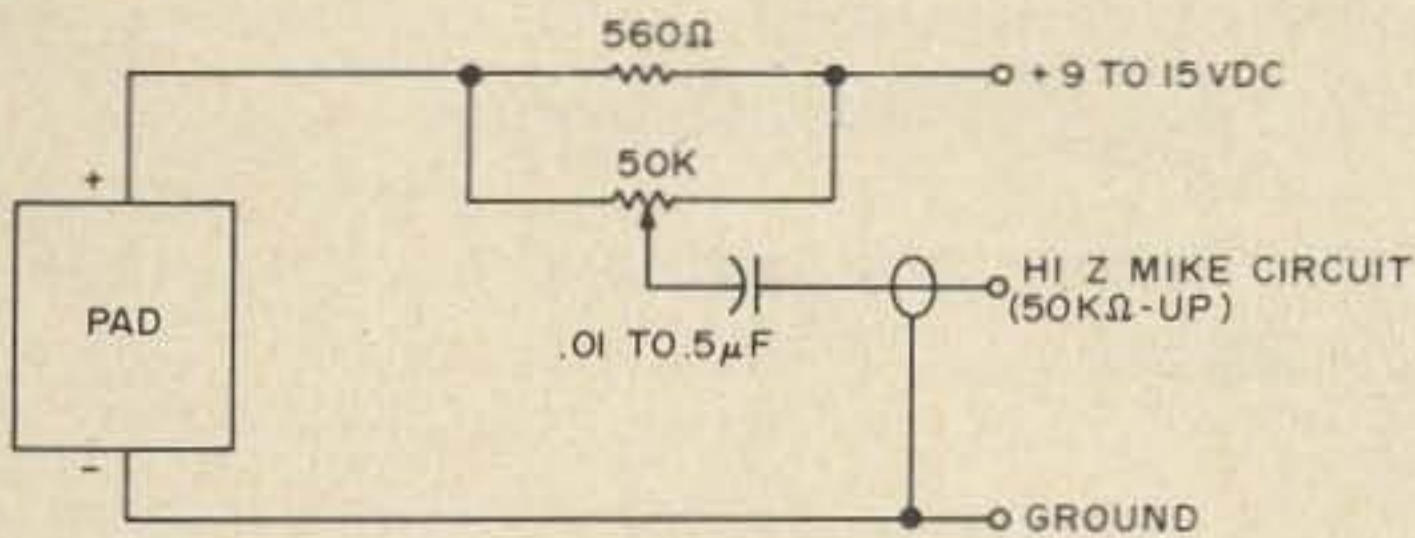 560Ω
+ 9 TO 15 VDC
50K
+
PAD
HI Z MIKE CIRCUIT
(50KΩ-UP)
.01 TO .5µF
-
GROUND